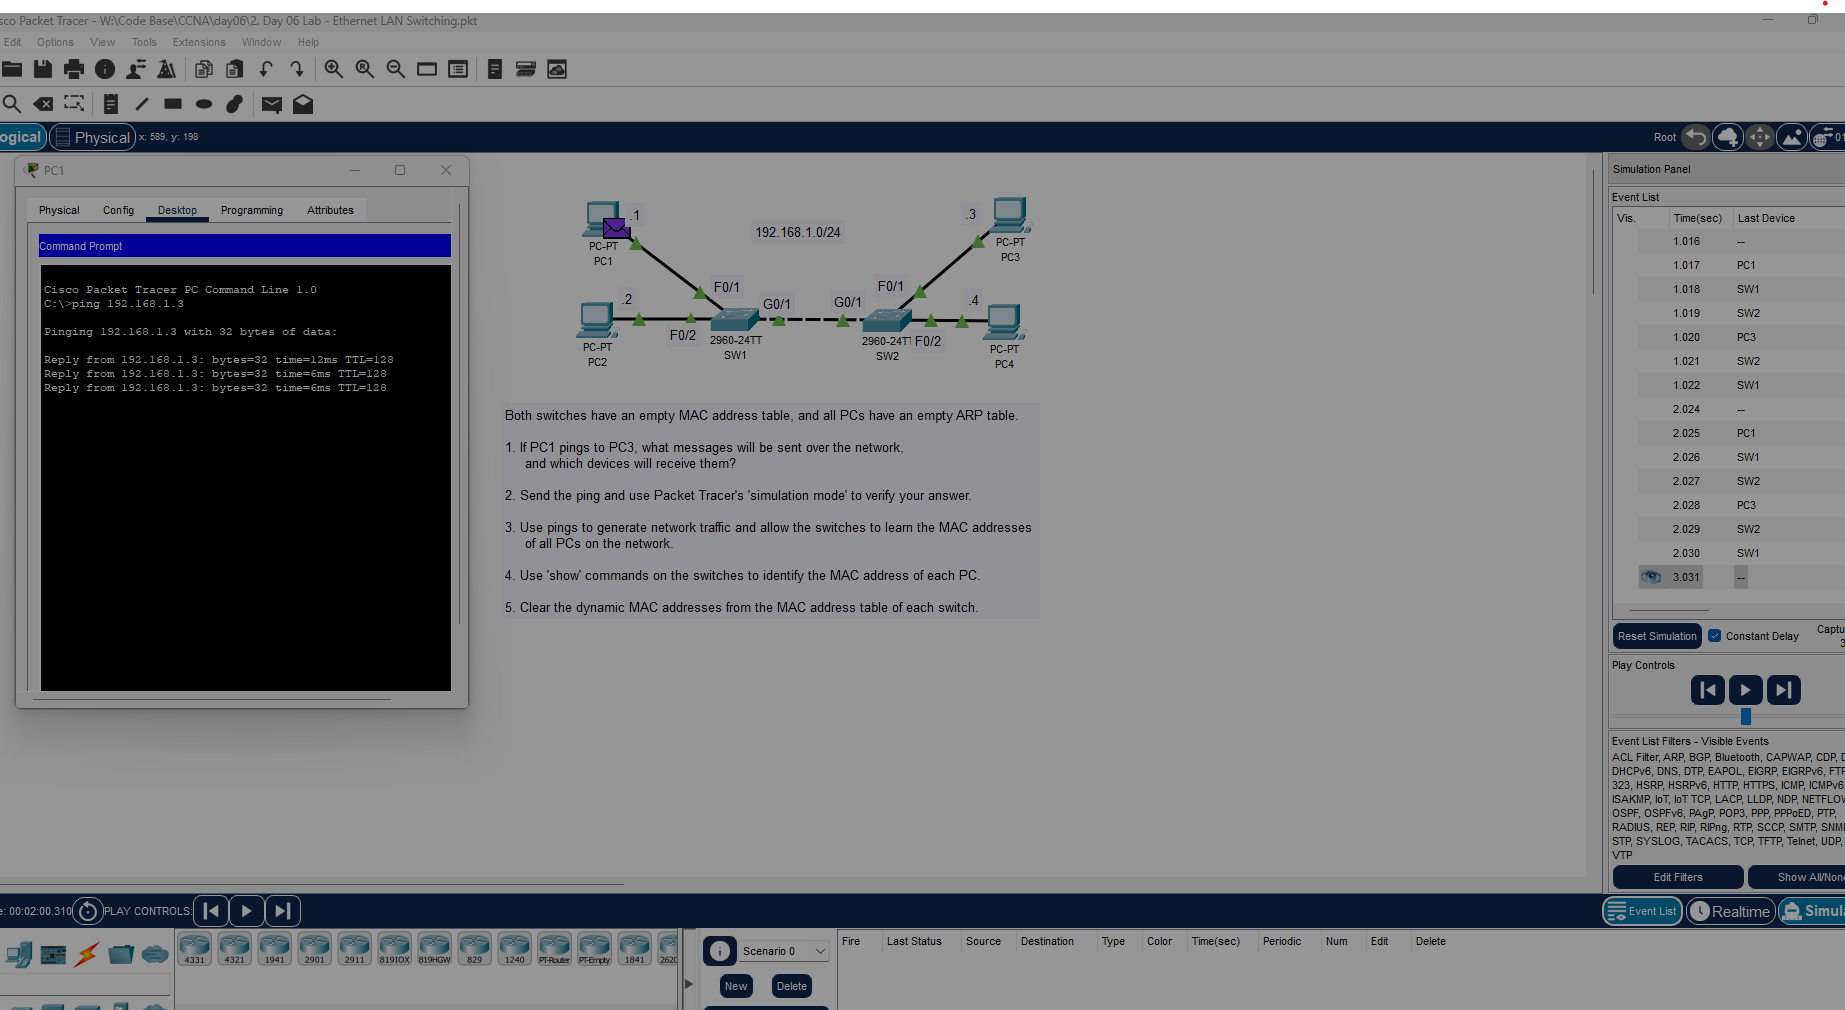 sco Packet Tracer - W:\Code Base\CCNA\day06\2. Day 06 Lab - Ethernet LAN Switching.pkt
Edit Options View Tools Extensions Window Help
ogical Physical x: 589, y: 198 Root 01
PC1
Physical Config Desktop Programming Attributes
Command Prompt
Cisco Packet Tracer PC Command Line 1.0
C:\>ping 192.168.1.3
Pinging 192.168.1.3 with 32 bytes of data:
Reply from 192.168.1.3: bytes=32 time=12ms TTL=128
Reply from 192.168.1.3: bytes=32 time=6ms TTL=128
Reply from 192.168.1.3: bytes=32 time=6ms TTL=128
.1
PC-PT
PC1
192.168.1.0/24
.3
PC-PT
PC3
.2
PC-PT
PC2
F0/1
F0/2
G0/1
2960-24TT
SW1
G0/1
F0/1
2960-24TT
SW2
F0/2
.4
PC-PT
PC4
Both switches have an empty MAC address table, and all PCs have an empty ARP table.
1. If PC1 pings to PC3, what messages will be sent over the network,
and which devices will receive them?
2. Send the ping and use Packet Tracer's 'simulation mode' to verify your answer.
3. Use pings to generate network traffic and allow the switches to learn the MAC addresses
of all PCs on the network.
4. Use 'show' commands on the switches to identify the MAC address of each PC.
5. Clear the dynamic MAC addresses from the MAC address table of each switch.
Simulation Panel
Event List
Vis. Time(sec) Last Device
1.016 --
1.017 PC1
1.018 SW1
1.019 SW2
1.020 PC3
1.021 SW2
1.022 SW1
2.024 --
2.025 PC1
2.026 SW1
2.027 SW2
2.028 PC3
2.029 SW2
2.030 SW1
3.031 --
Reset Simulation Constant Delay Captu
3
Play Controls
Event List Filters - Visible Events
ACL Filter, ARP, BGP, Bluetooth, CAPWAP, CDP, D
DHCPv6, DNS, DTP, EAPOL, EIGRP, EIGRPv6, FTP
323, HSRP, HSRPv6, HTTP, HTTPS, ICMP, ICMPv6
ISAKMP, IoT, IoT TCP, LACP, LLDP, NDP, NETFLOW
OSPF, OSPFv6, PAgP, POP3, PPP, PPPoED, PTP,
RADIUS, REP, RIP, RIPng, RTP, SCCP, SMTP, SNM
STP, SYSLOG, TACACS, TCP, TFTP, Telnet, UDP,
VTP
Edit Filters Show All/None
e: 00:02:00.310 PLAY CONTROLS: Event List Realtime Simula
4331 4321 1941 2901 2911 819IOX 819HGW 829 1240 PT-Router PT-Empty 1841 2620
Scenario 0
New Delete
Fire Last Status Source Destination Type Color Time(sec) Periodic Num Edit Delete